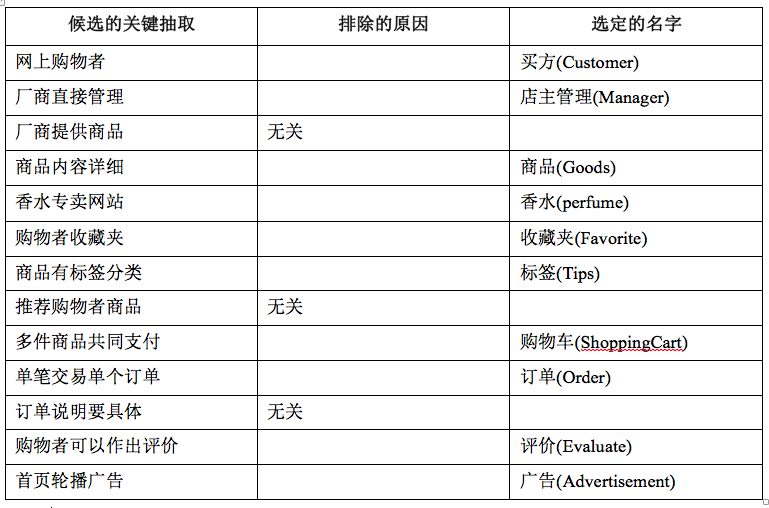 候选的关键抽取 排除的原因 选定的名字
网上购物者 买方(Customer)
厂商直接管理 店主管理(Manager)
厂商提供商品 无关
商品内容详细 商品(Goods)
香水专卖网站 香水(perfume)
购物者收藏夹 收藏夹(Favorite)
商品有标签分类 标签(Tips)
推荐购物者商品 无关
多件商品共同支付 购物车(ShoppingCart)
单笔交易单个订单 订单(Order)
订单说明要具体 无关
购物者可以作出评价 评价(Evaluate)
首页轮播广告 广告(Advertisement)